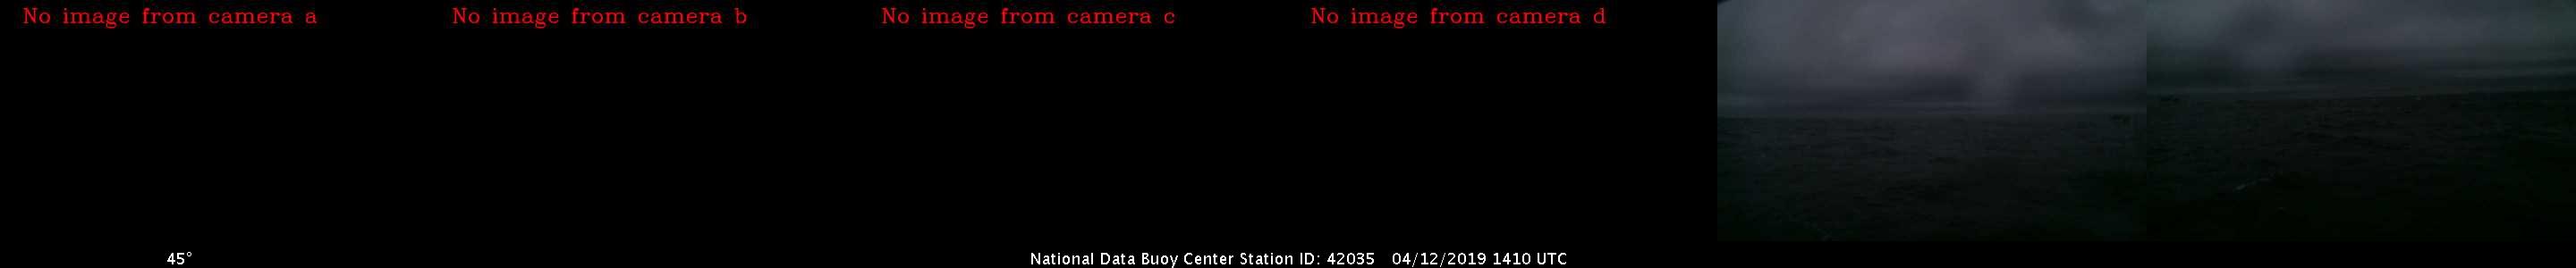 No image from camera a
No image from camera b
No image from camera c
No image from camera d
45°
National Data Buoy Center Station ID: 42035 04/12/2019 1410 UTC